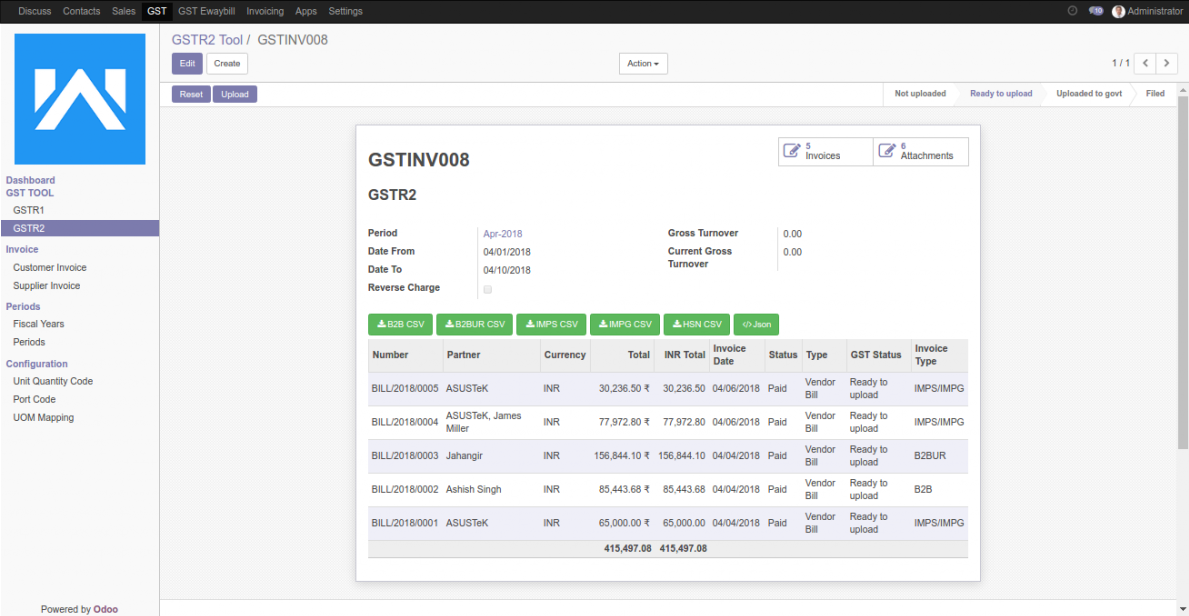 Discuss Contacts Sales GST GST Ewaybill Invoicing Apps Settings 10 Administrator
GSTR2 Tool / GSTINV008
Edit Create Action 1 / 1
Reset Upload Not uploaded Ready to upload Uploaded to govt Filed
Dashboard
GST TOOL
GSTR1
GSTR2
Invoice
Customer Invoice
Supplier Invoice
Periods
Fiscal Years
Periods
Configuration
Unit Quantity Code
Port Code
UOM Mapping
Powered by Odoo
5
Invoices
6
Attachments
GSTINV008
GSTR2
Period Apr-2018
Date From 04/01/2018
Date To 04/10/2018
Reverse Charge
Gross Turnover 0.00
Current Gross 0.00
Turnover
B2B CSV B2BUR CSV IMPS CSV IMPG CSV HSN CSV </> Json
Number Partner Currency Total INR Total Invoice
Date Status Type GST Status Invoice
Type
BILL/2018/0005 ASUSTeK INR 30,236.50 ₹ 30,236.50 04/06/2018 Paid Vendor
Bill Ready to
upload IMPS/IMPG
BILL/2018/0004 ASUSTeK, James
Miller INR 77,972.80 ₹ 77,972.80 04/06/2018 Paid Vendor
Bill Ready to
upload IMPS/IMPG
BILL/2018/0003 Jahangir INR 156,844.10 ₹ 156,844.10 04/04/2018 Paid Vendor
Bill Ready to
upload B2BUR
BILL/2018/0002 Ashish Singh INR 85,443.68 ₹ 85,443.68 04/04/2018 Paid Vendor
Bill Ready to
upload B2B
BILL/2018/0001 ASUSTeK INR 65,000.00 ₹ 65,000.00 04/04/2018 Paid Vendor
Bill Ready to
upload IMPS/IMPG
415,497.08 415,497.08